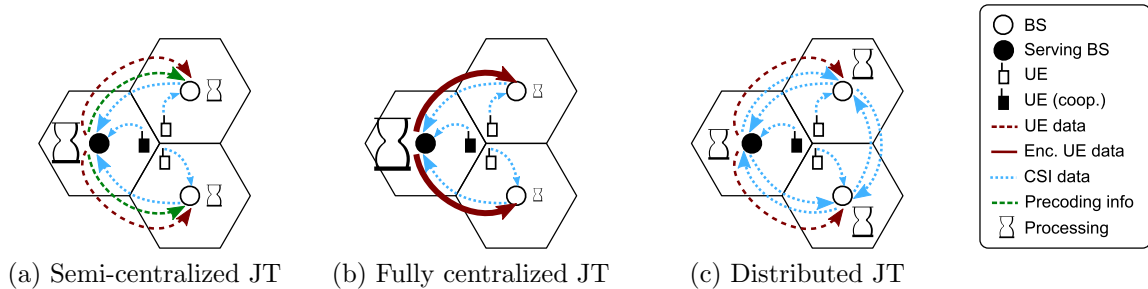 BS
Serving BS
UE
UE (coop.)
UE data
Enc. UE data
CSI data
Precoding info
Processing
(a) Semi-centralized JT
(b) Fully centralized JT
(c) Distributed JT